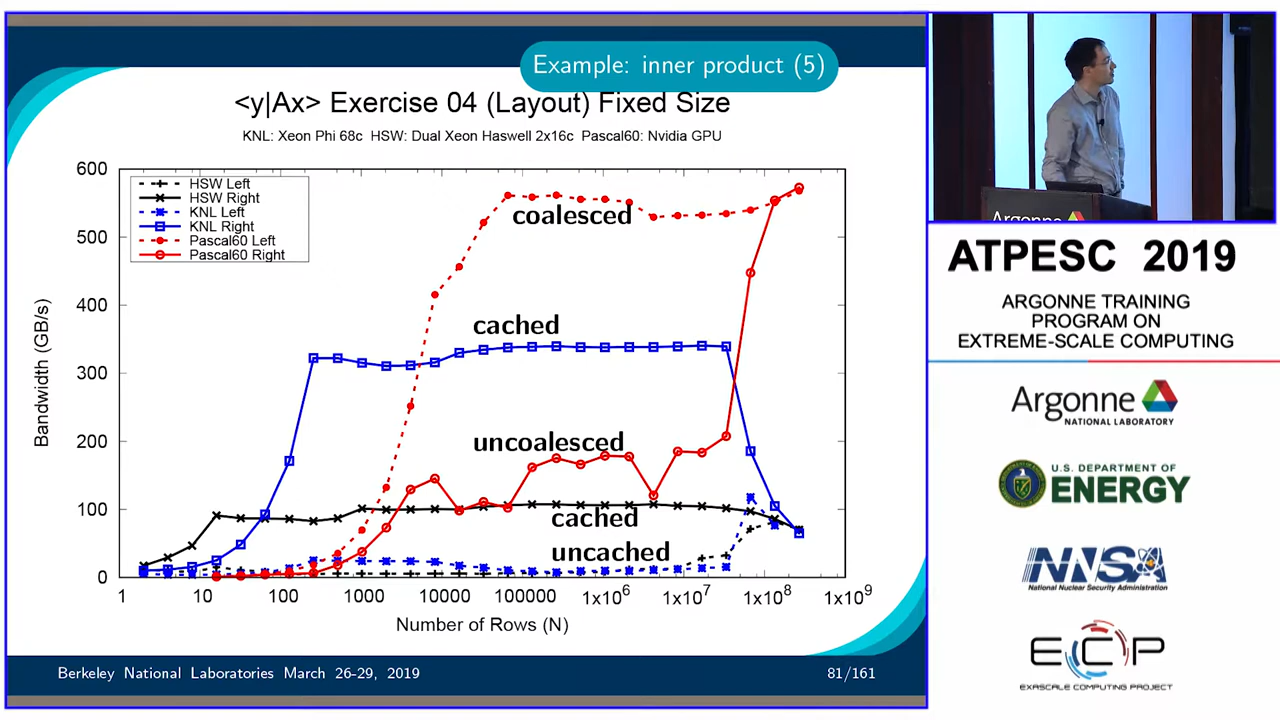 Example: inner product (5)
<y|Ax> Exercise 04 (Layout) Fixed Size
KNL: Xeon Phi 68c HSW: Dual Xeon Haswell 2x16c Pascal60: Nvidia GPU
600
500
400
300
200
100
0
Bandwidth (GB/s)
HSW Left
HSW Right
KNL Left
KNL Right
Pascal60 Left
Pascal60 Right
coalesced
cached
uncoalesced
cached
uncached
1 10 100 1000 10000 100000 1x10^6 1x10^7 1x10^8 1x10^9
Number of Rows (N)
Berkeley National Laboratories March 26-29, 2019
81/161
Argonne
ATPESC 2019
ARGONNE TRAINING
PROGRAM ON
EXTREME-SCALE COMPUTING
Argonne
NATIONAL LABORATORY
U.S. DEPARTMENT OF
ENERGY
NNSA
National Nuclear Security Administration
ECP
EXASCALE COMPUTING PROJECT